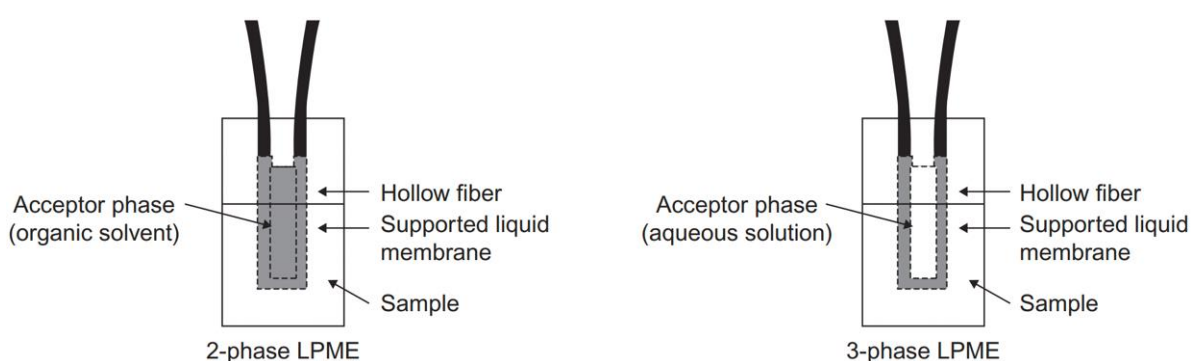 Acceptor phase
(organic solvent)
Hollow fiber
Supported liquid
membrane
Sample
2-phase LPME
Acceptor phase
(aqueous solution)
Hollow fiber
Supported liquid
membrane
Sample
3-phase LPME